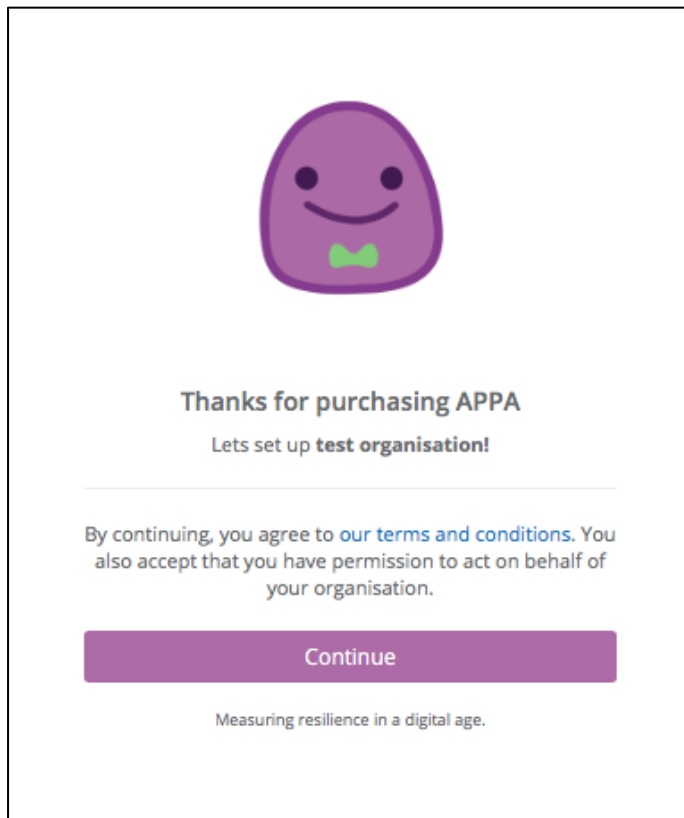 Thanks for purchasing APPA
Lets set up test organisation!
By continuing, you agree to our terms and conditions. You
also accept that you have permission to act on behalf of
your organisation.
Continue
Measuring resilience in a digital age.